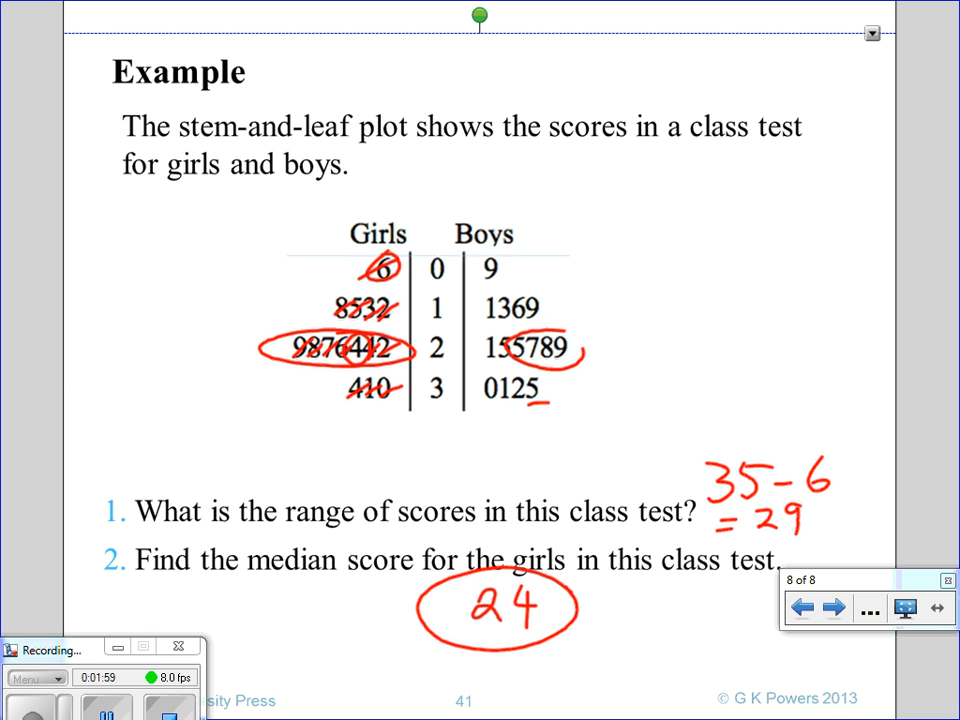 Example
The stem-and-leaf plot shows the scores in a class test
for girls and boys.
Girls Boys
6 0 9
8532 1 1369
9876442 2 155789
410 3 0125
35-6
1. What is the range of scores in this class test? = 29
2. Find the median score for the girls in this class test.
24
8 of 8
...
Recording...
Menu 0:01:59 8.0 fps
sity Press 41 © G K Powers 2013